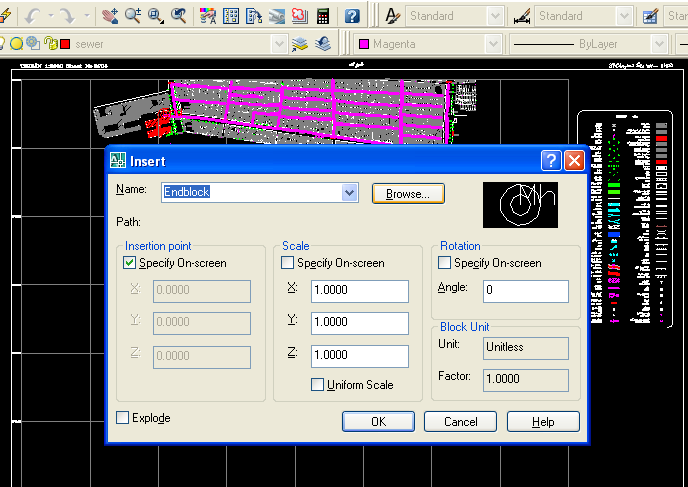 Standard
Standard
Stan
sewer
Magenta
ByLayer
Insert
Name:
Endblock
Browse...
Mh
Path:
Insertion point
Scale
Rotation
Specify On-screen
Specify On-screen
Specify On-screen
X:
0.0000
X:
1.0000
Angle:
0
Y:
0.0000
Y:
1.0000
Block Unit
Unit:
Unitless
Z:
0.0000
Z:
1.0000
Factor:
1.0000
Uniform Scale
Explode
OK
Cancel
Help